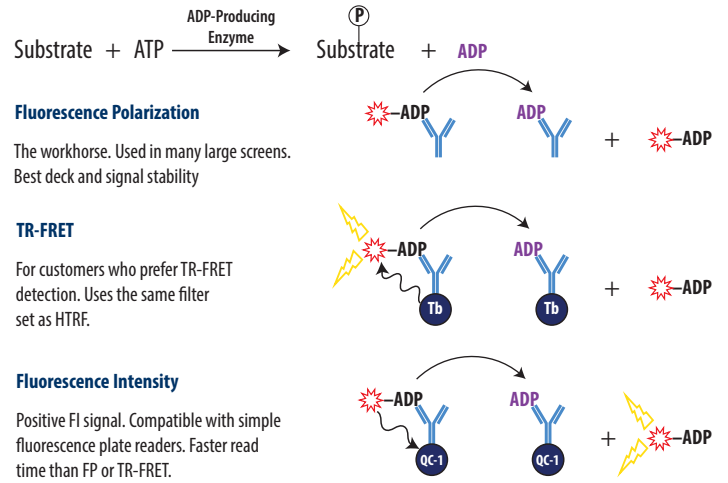 ADP-Producing
Enzyme
Substrate + ATP
P
Substrate + ADP
Fluorescence Polarization
The workhorse. Used in many large screens.
Best deck and signal stability
ADP
ADP
+
ADP
TR-FRET
For customers who prefer TR-FRET
detection. Uses the same filter
set as HTRF.
ADP
Tb
ADP
Tb
+
ADP
Fluorescence Intensity
Positive FI signal. Compatible with simple
fluorescence plate readers. Faster read
time than FP or TR-FRET.
ADP
QC-1
ADP
QC-1
+
ADP